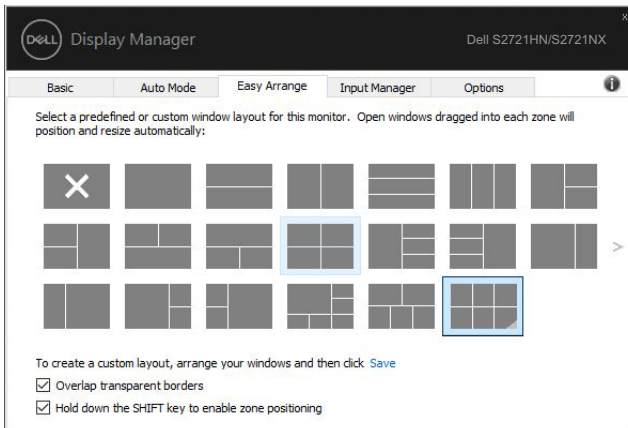 x
DELL Display Manager
Dell S2721HN/S2721NX
Basic Auto Mode Easy Arrange Input Manager Options
Select a predefined or custom window layout for this monitor. Open windows dragged into each zone will
position and resize automatically:
To create a custom layout, arrange your windows and then click Save
Overlap transparent borders
Hold down the SHIFT key to enable zone positioning